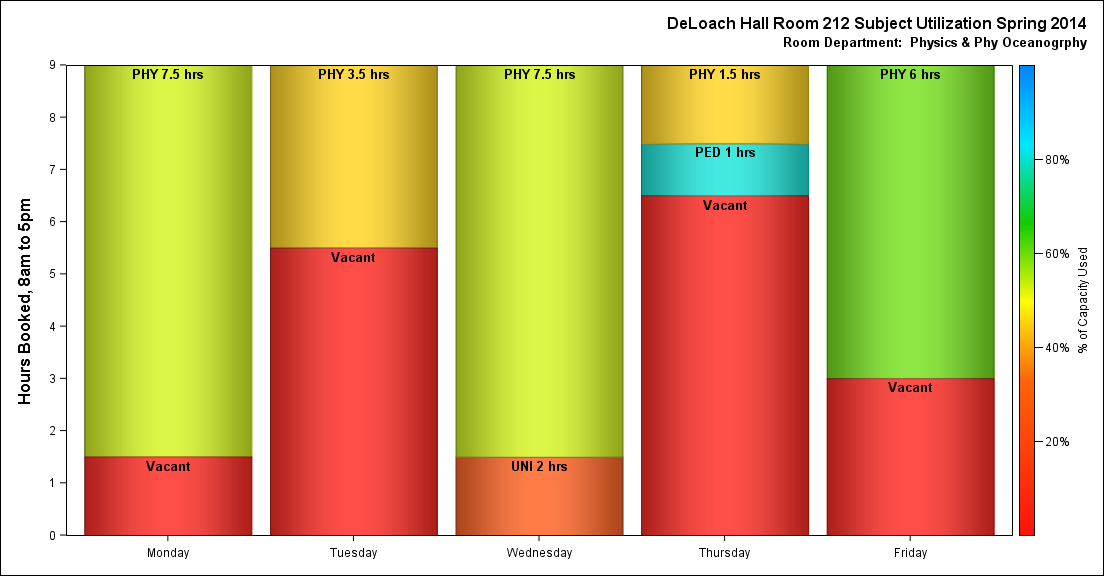 DeLoach Hall Room 212 Subject Utilization Spring 2014
Room Department:  Physics & Phy Oceanogrphy
Hours Booked, 8am to 5pm
9
8
7
6
5
4
3
2
1
0
PHY 7.5 hrs
Vacant
PHY 3.5 hrs
Vacant
PHY 7.5 hrs
UNI 2 hrs
PHY 1.5 hrs
PED 1 hrs
Vacant
PHY 6 hrs
Vacant
Monday
Tuesday
Wednesday
Thursday
Friday
80%
60%
40%
20%
% of Capacity Used